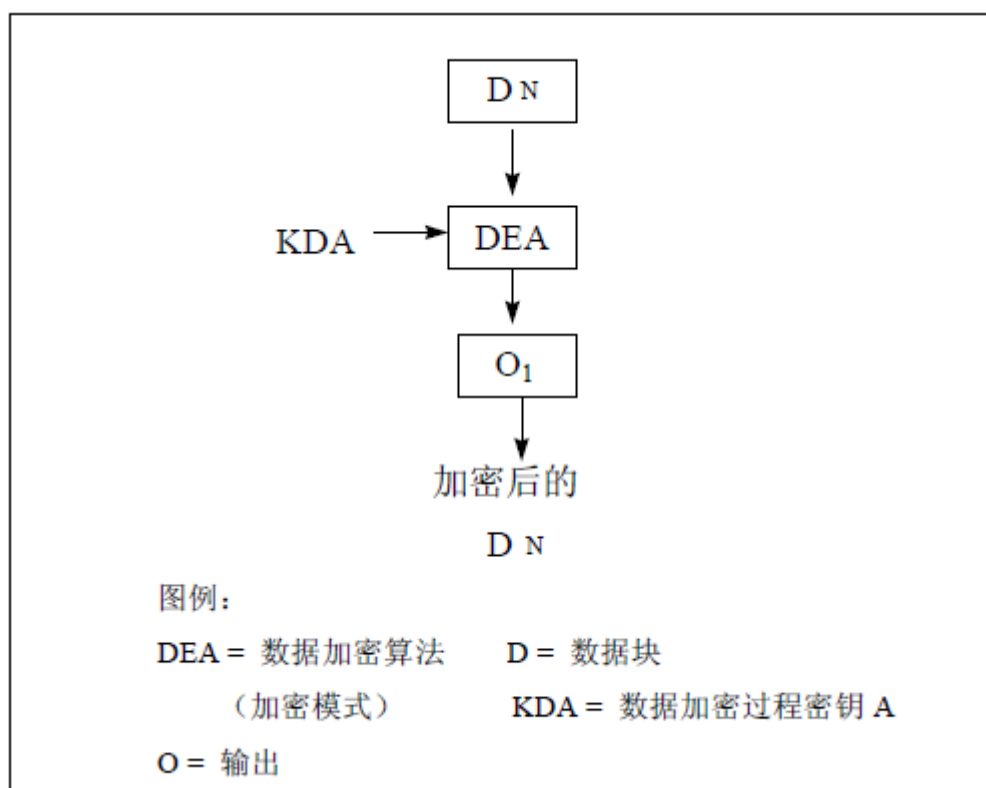 D N
KDA DEA
O₁
加密后的
D N
图例：
DEA = 数据加密算法 D = 数据块
（加密模式） KDA = 数据加密过程密钥 A
O = 输出